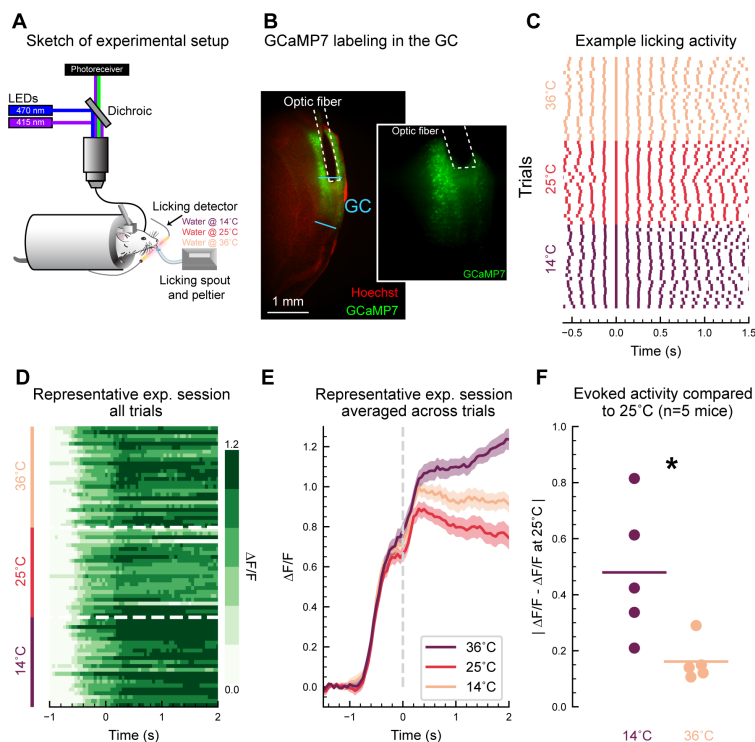 A
Sketch of experimental setup
Photoreceiver
LEDs
470 nm
415 nm
Dichroic
Licking detector
Water @ 14˚C
Water @ 25˚C
Water @ 36˚C
Licking spout
and peltier
B
GCaMP7 labeling in the GC
Optic fiber
GC
Hoechst
GCaMP7
1 mm
Optic fiber
GCaMP7
C
Example licking activity
Trials
36˚C
25˚C
14˚C
-0.5 0.0 0.5 1.0 1.5
Time (s)
D
Representative exp. session
all trials
36˚C
25˚C
14˚C
1.2
ΔF/F
0.0
−1 0 1 2
Time (s)
E
Representative exp. session
averaged across trials
ΔF/F
1.2
1.0
0.8
0.6
0.4
0.2
0.0
36˚C
25˚C
14˚C
−1 0 1 2
Time (s)
F
Evoked activity compared
to 25˚C (n=5 mice)
| ΔF/F - ΔF/F at 25˚C |
1.0
0.8
0.6
0.4
0.2
0.0
*
14˚C
36˚C